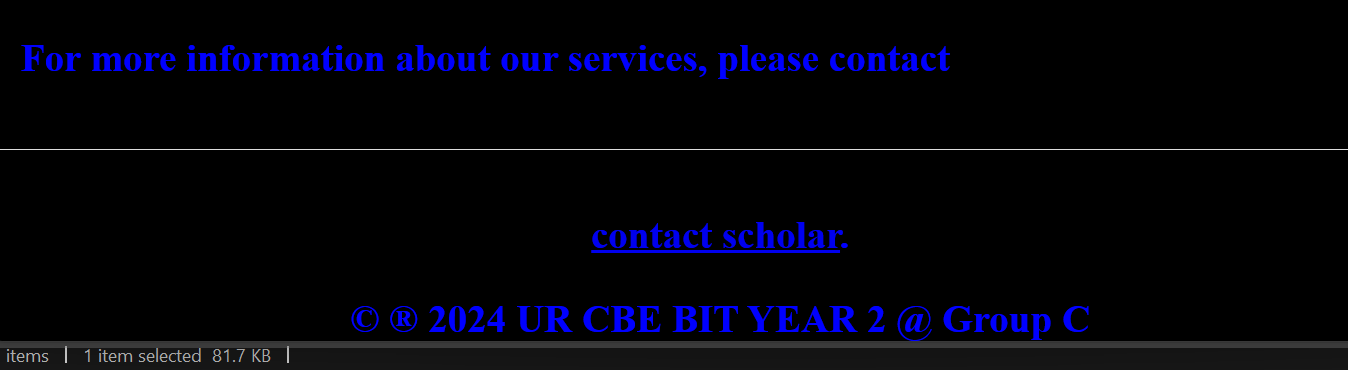 For more information about our services, please contact
contact scholar.
© ® 2024 UR CBE BIT YEAR 2 @ Group C
items | 1 item selected 81.7 KB |